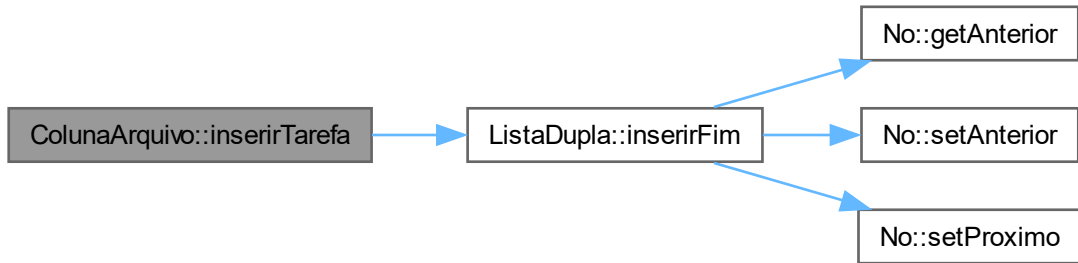 No::getAnterior
ColunaArquivo::inserirTarefa
ListaDupla::inserirFim
No::setAnterior
No::setProximo